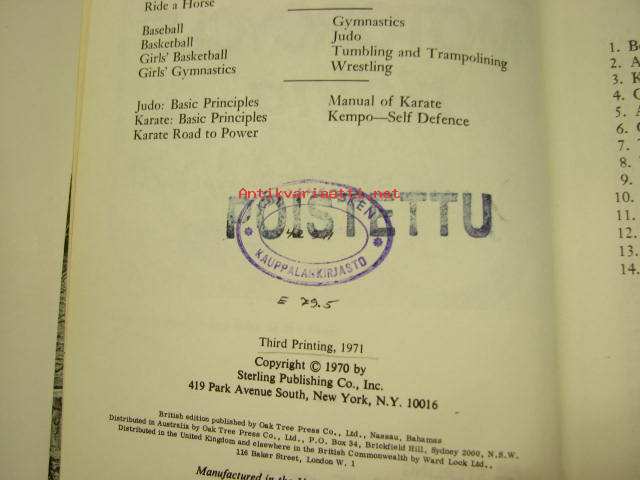 Ride a Horse
Baseball
Basketball
Girls' Basketball
Girls' Gymnastics
Gymnastics
Judo
Tumbling and Trampolining
Wrestling
Judo: Basic Principles
Karate: Basic Principles
Karate Road to Power
Manual of Karate
Kempo—Self Defence
POISTETTU
Antikvariaatti.net
KAUPPALANKIRJASTO
E 79.5
Third Printing, 1971
Copyright © 1970 by
Sterling Publishing Co., Inc.
419 Park Avenue South, New York, N.Y. 10016
British edition published by Oak Tree Press Co., Ltd., Nassau, Bahamas
Distributed in Australia by Oak Tree Press Co., Ltd., P.O. Box 34, Brickfield Hill, Sydney 2000, N.S.W.
Distributed in the United Kingdom and elsewhere in the British Commonwealth by Ward Lock Ltd.,
116 Baker Street, London W. 1
Manufactured in the
1.
2. A
3. K
4.
5. A
6.
7.
8.
9.
10.
11.
12.
13.
14.